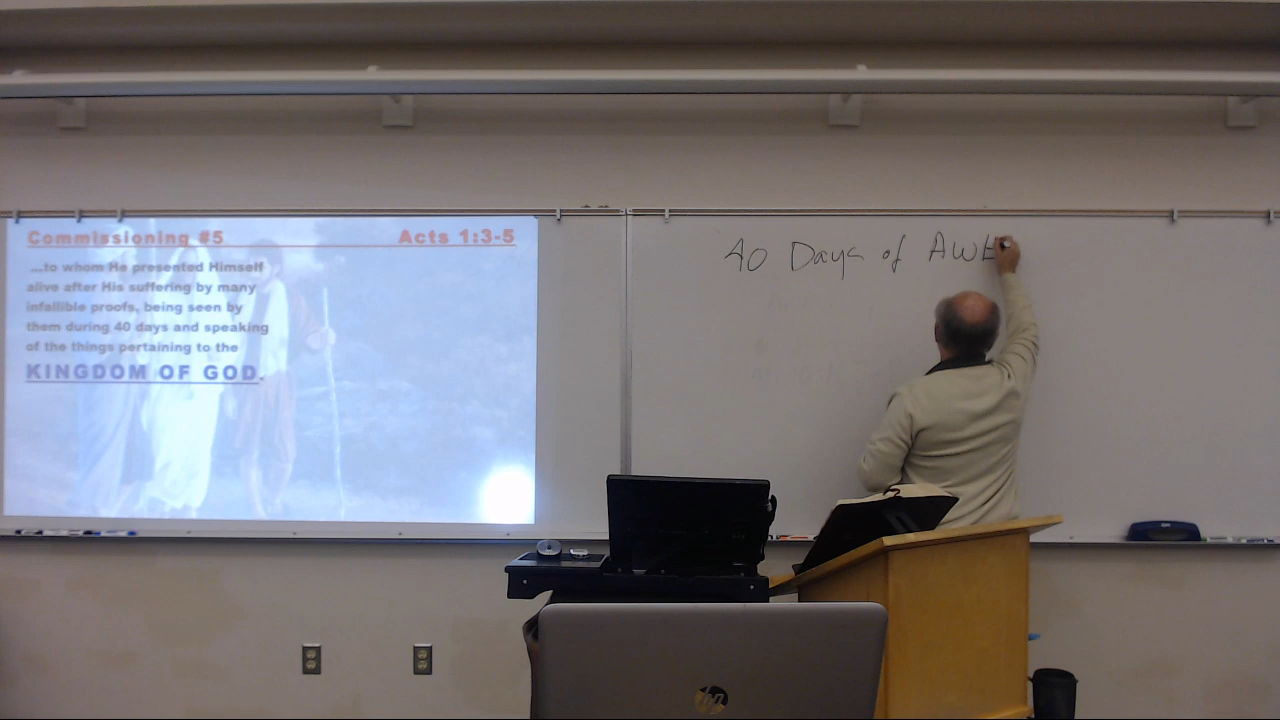 Commissioning #5 Acts 1:3-5
...to whom He presented Himself
alive after His suffering by many
infallible proofs, being seen by
them during 40 days and speaking
of the things pertaining to the
KINGDOM OF GOD.
40 Days of AWE
hp